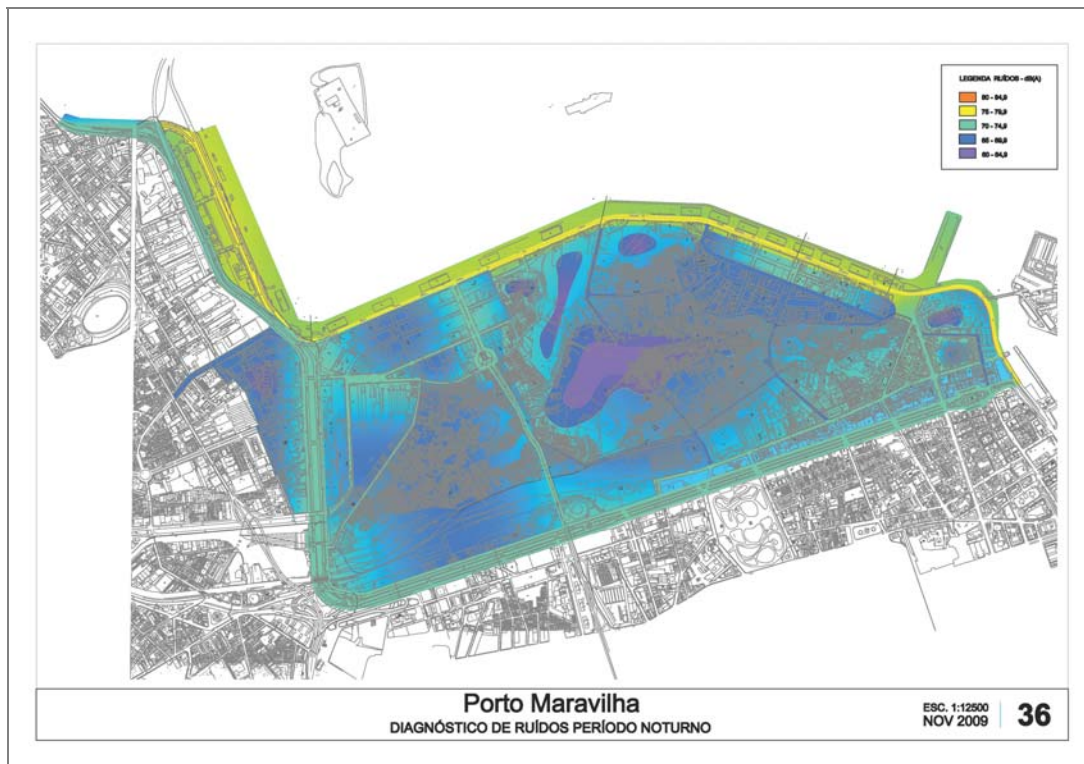 LEGENDA RUÍDOS - dB(A)
80 - 84,9
75 - 79,9
70 - 74,9
65 - 69,9
60 - 64,9
Porto Maravilha
DIAGNÓSTICO DE RUÍDOS PERÍODO NOTURNO
ESC. 1:12500
NOV 2009
36